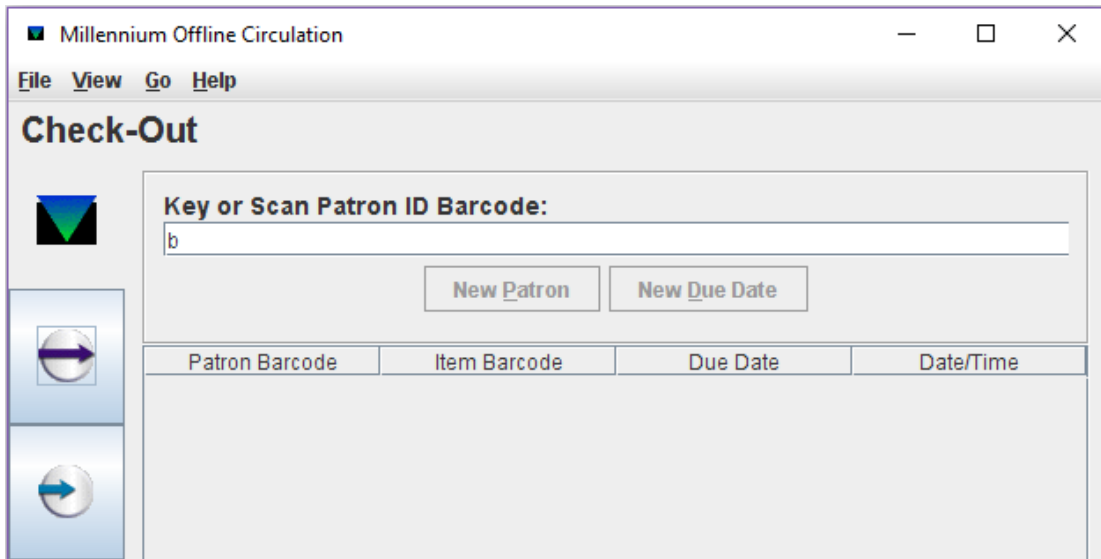 Millennium Offline Circulation
File View Go Help
Check-Out
Key or Scan Patron ID Barcode:
b
New Patron New Due Date
Patron Barcode Item Barcode Due Date Date/Time